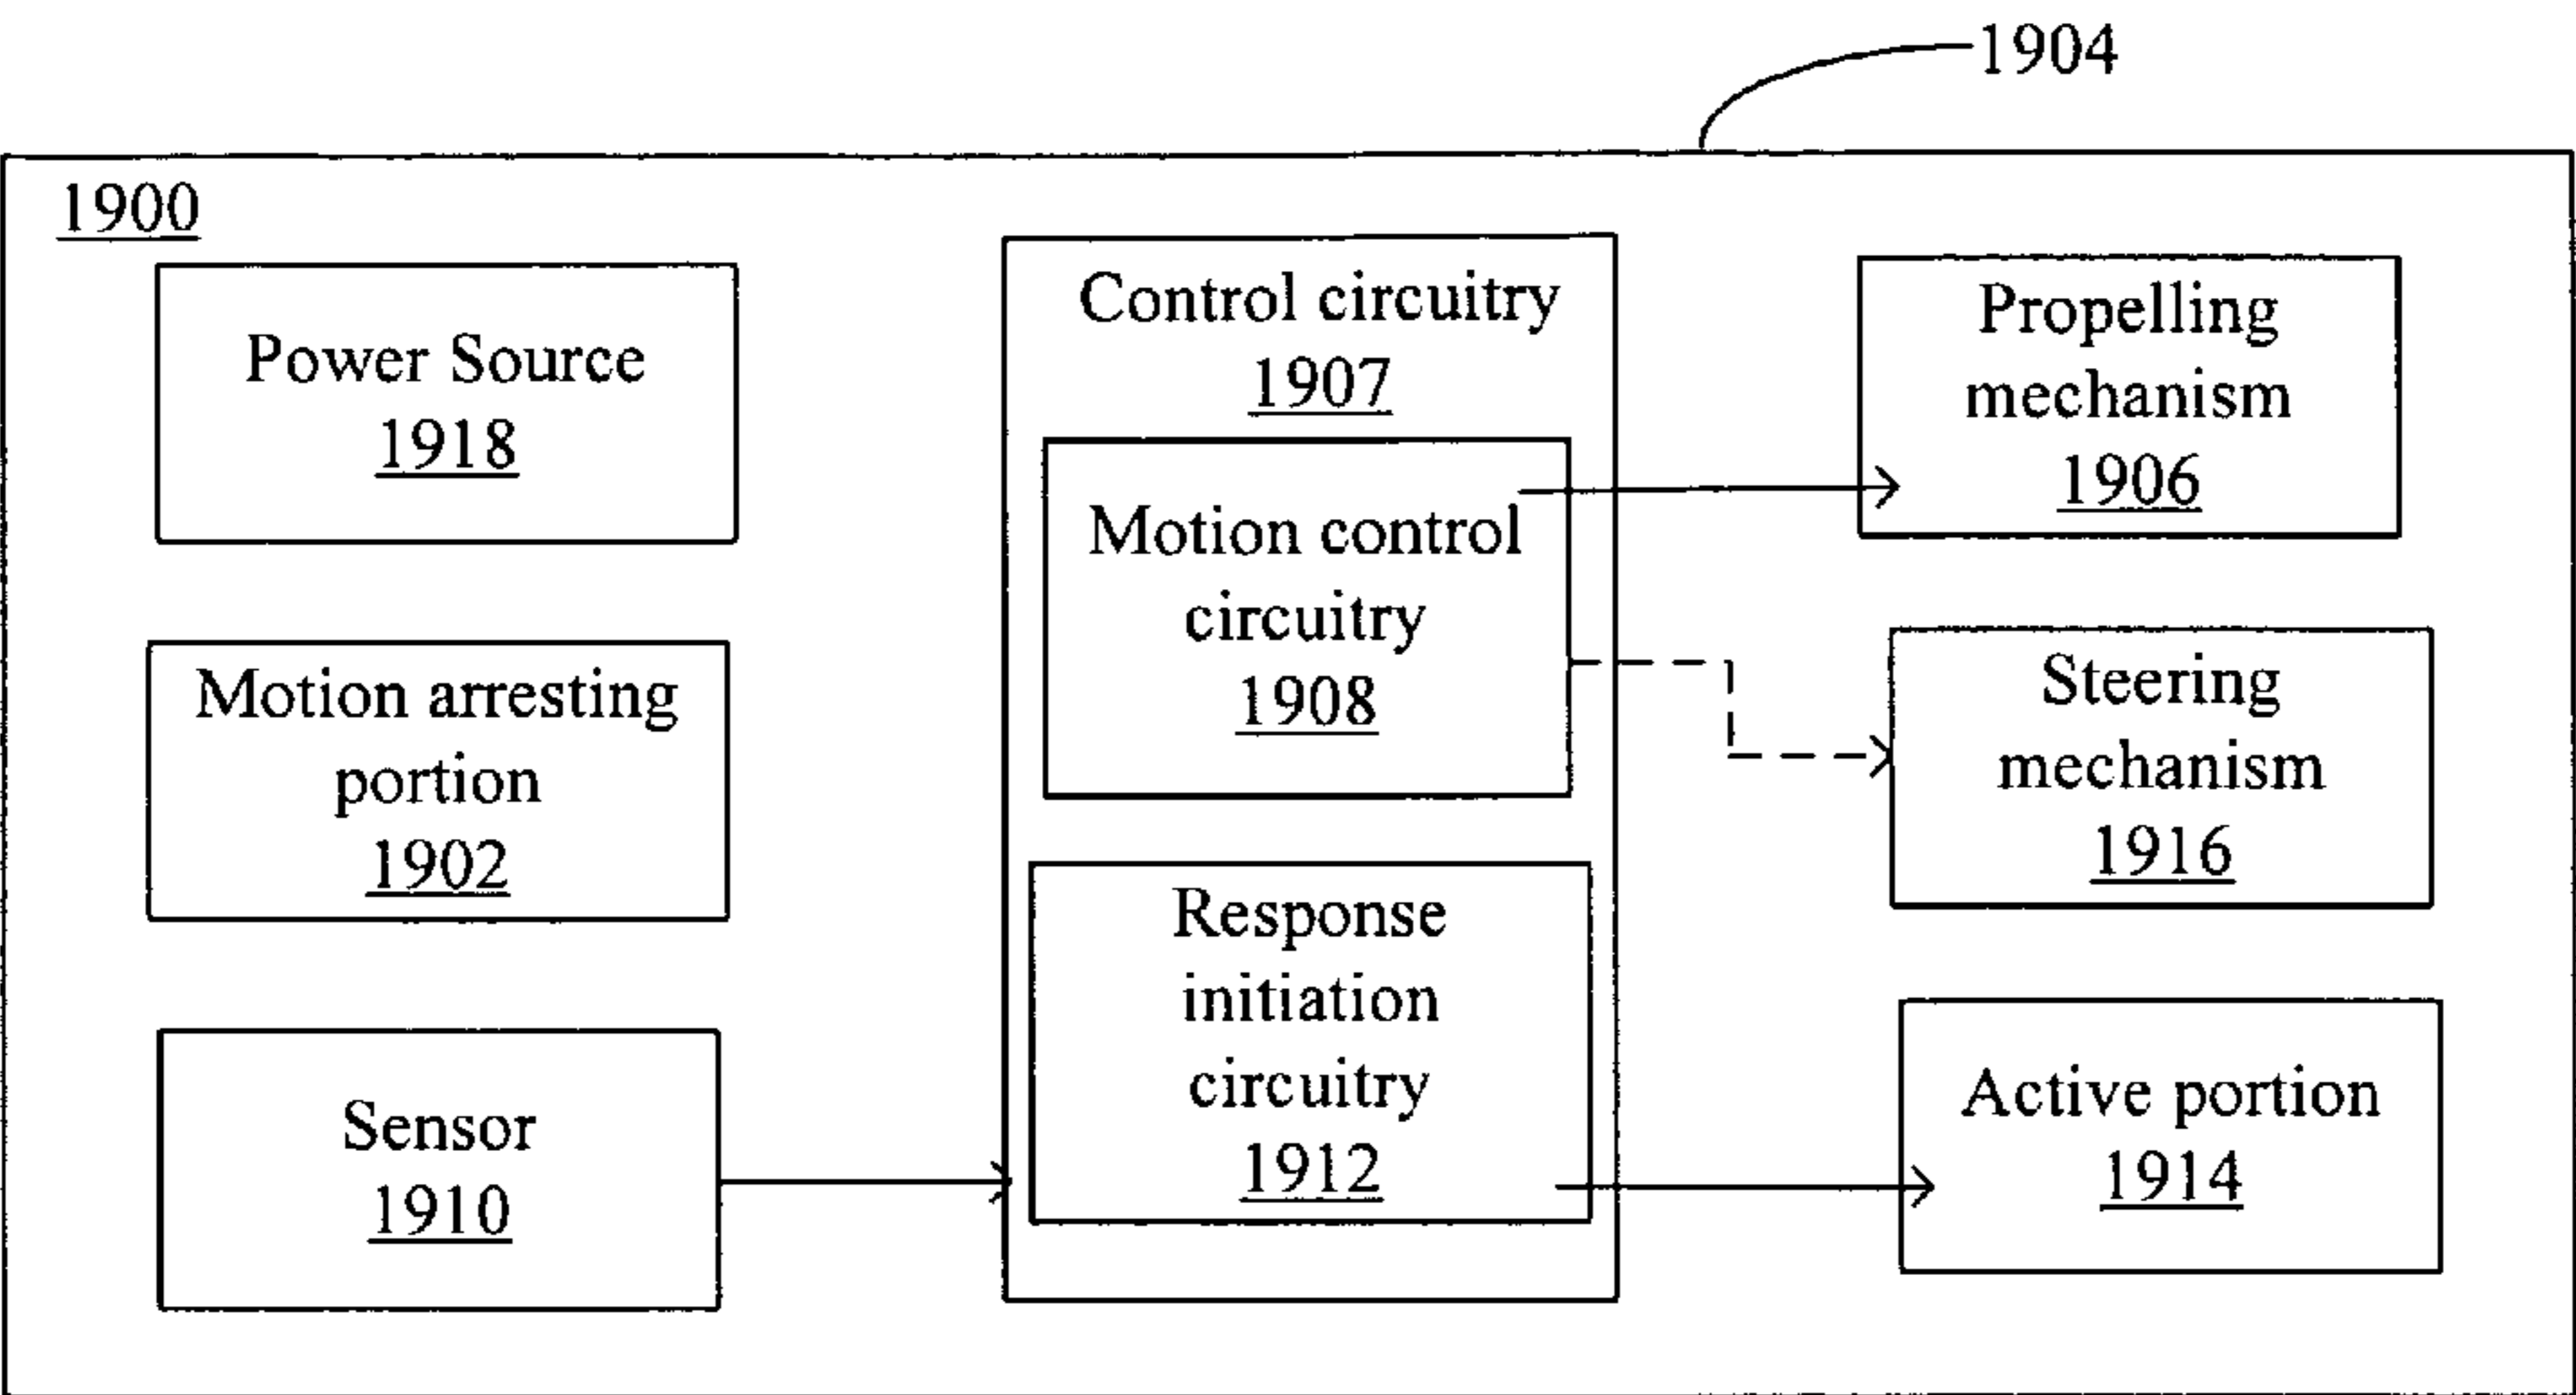 1904
1900
Power Source
1918
Motion arresting
portion
1902
Sensor
1910
Control circuitry
1907
Motion control
circuitry
1908
Response
initiation
circuitry
1912
Propelling
mechanism
1906
Steering
mechanism
1916
Active portion
1914